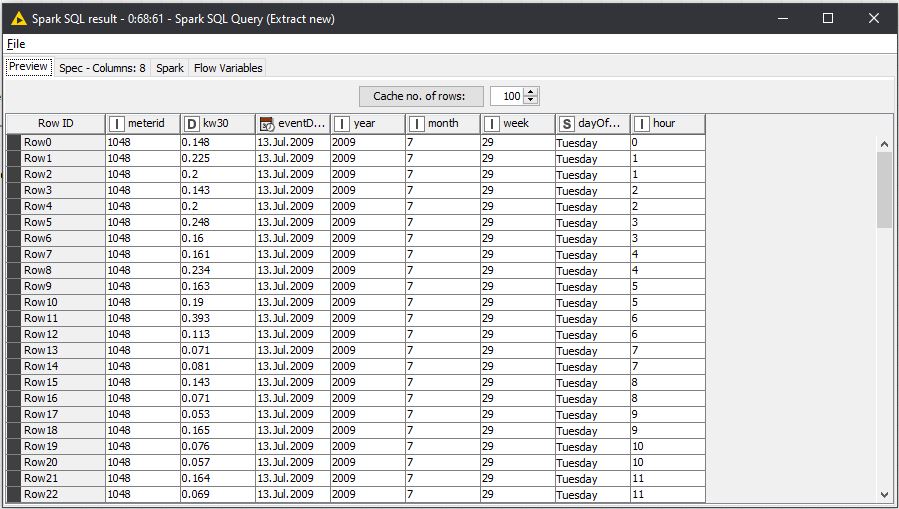 Spark SQL result - 0:68:61 - Spark SQL Query (Extract new)
File
Preview Spec - Columns: 8 Spark Flow Variables
Cache no. of rows: 100
Row ID I meterid D kw30 eventD... I year I month I week S dayOf... I hour
Row0 1048 0.148 13.Jul.2009 2009 7 29 Tuesday 0
Row1 1048 0.225 13.Jul.2009 2009 7 29 Tuesday 1
Row2 1048 0.2 13.Jul.2009 2009 7 29 Tuesday 1
Row3 1048 0.143 13.Jul.2009 2009 7 29 Tuesday 2
Row4 1048 0.2 13.Jul.2009 2009 7 29 Tuesday 2
Row5 1048 0.248 13.Jul.2009 2009 7 29 Tuesday 3
Row6 1048 0.16 13.Jul.2009 2009 7 29 Tuesday 3
Row7 1048 0.161 13.Jul.2009 2009 7 29 Tuesday 4
Row8 1048 0.234 13.Jul.2009 2009 7 29 Tuesday 4
Row9 1048 0.163 13.Jul.2009 2009 7 29 Tuesday 5
Row10 1048 0.19 13.Jul.2009 2009 7 29 Tuesday 5
Row11 1048 0.393 13.Jul.2009 2009 7 29 Tuesday 6
Row12 1048 0.113 13.Jul.2009 2009 7 29 Tuesday 6
Row13 1048 0.071 13.Jul.2009 2009 7 29 Tuesday 7
Row14 1048 0.081 13.Jul.2009 2009 7 29 Tuesday 7
Row15 1048 0.143 13.Jul.2009 2009 7 29 Tuesday 8
Row16 1048 0.071 13.Jul.2009 2009 7 29 Tuesday 8
Row17 1048 0.053 13.Jul.2009 2009 7 29 Tuesday 9
Row18 1048 0.165 13.Jul.2009 2009 7 29 Tuesday 9
Row19 1048 0.076 13.Jul.2009 2009 7 29 Tuesday 10
Row20 1048 0.057 13.Jul.2009 2009 7 29 Tuesday 10
Row21 1048 0.164 13.Jul.2009 2009 7 29 Tuesday 11
Row22 1048 0.069 13.Jul.2009 2009 7 29 Tuesday 11